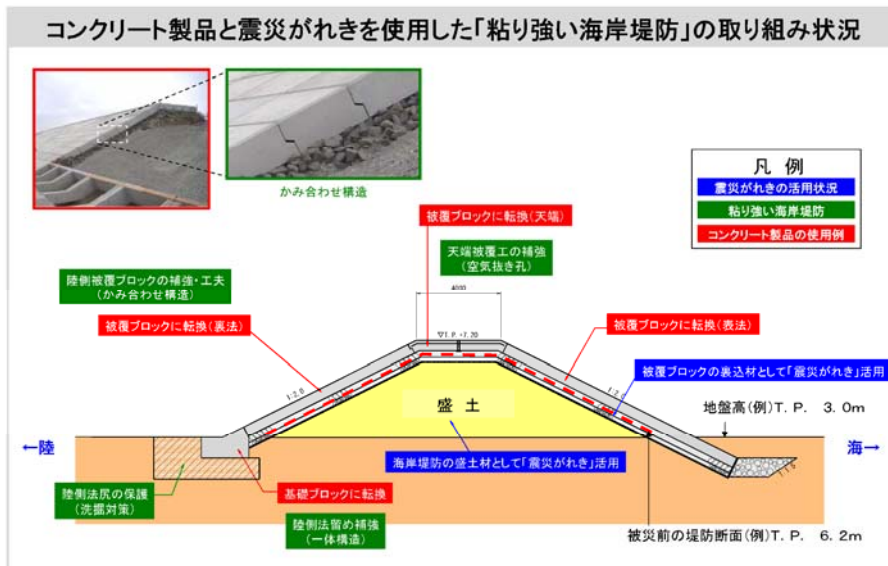 コンクリート製品と震災がれきを使用した「粘り強い海岸堤防」の取り組み状況
かみ合わせ構造
凡 例
震災がれきの活用状況
粘り強い海岸堤防
コンクリート製品の使用例
被覆ブロックに転換(天端)
天端被覆工の補強
(空気抜き孔)
陸側被覆ブロックの補強・工夫
(かみ合わせ構造)
4000
被覆ブロックに転換(裏法)
▽T.P.+7.20
被覆ブロックに転換(表法)
被覆ブロックの裏込材として「震災がれき」活用
1:2.0
1:2.0
盛 土
地盤高(例)T.P. 3.0m
←陸
海→
海岸堤防の盛土材として「震災がれき」活用
陸側法尻の保護
(洗掘対策)
基礎ブロックに転換
陸側法留め補強
(一体構造)
被災前の堤防断面(例)T.P. 6.2m